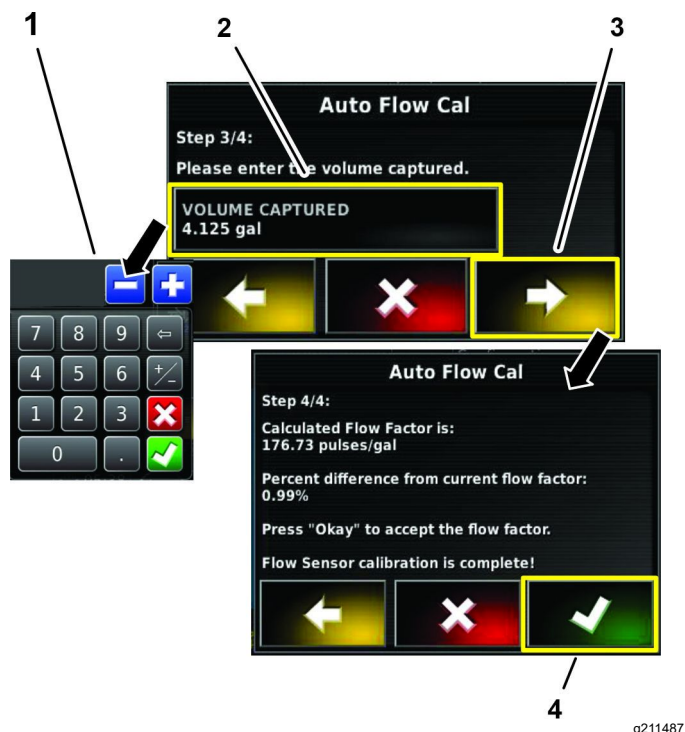 1
2
3
Auto Flow Cal
Step 3/4:
Please enter the volume captured.
VOLUME CAPTURED
4.125 gal
7 8 9
4 5 6 +/-
1 2 3
0 .
Auto Flow Cal
Step 4/4:
Calculated Flow Factor is:
176.73 pulses/gal
Percent difference from current flow factor:
0.99%
Press "Okay" to accept the flow factor.
Flow Sensor calibration is complete!
4
g211487